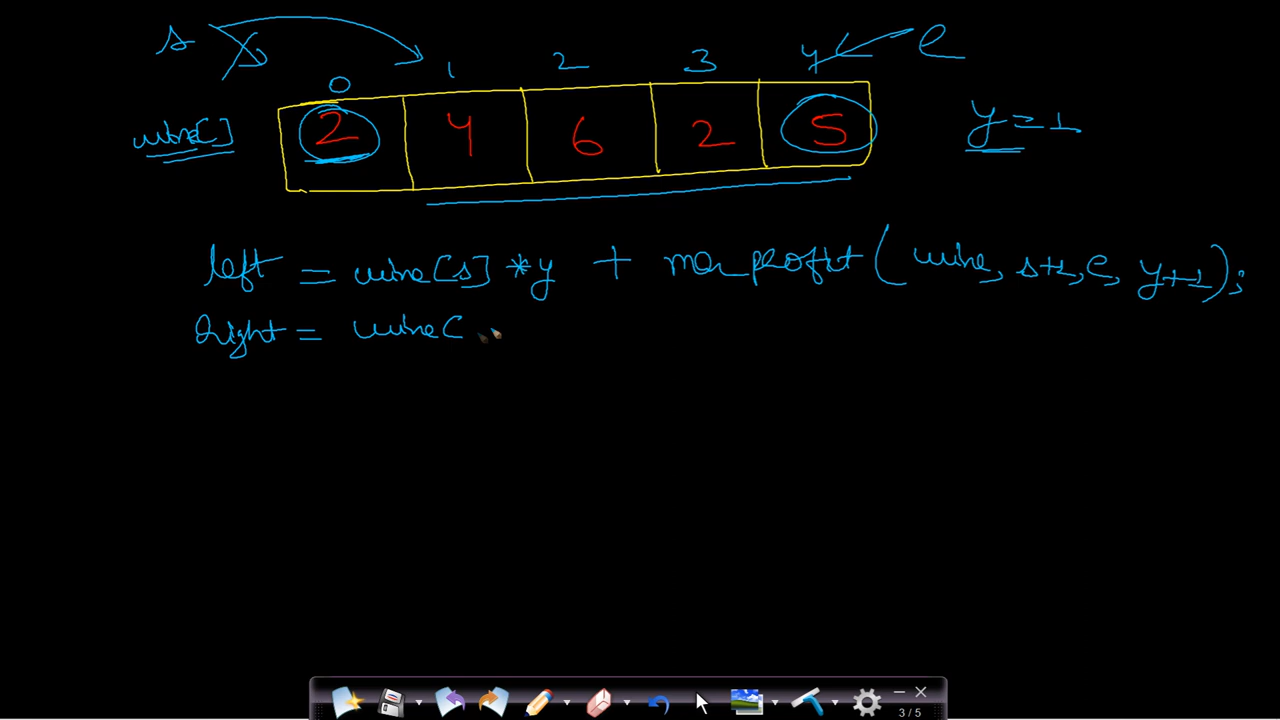 s e
0 1 2 3 4
wine[] 2 4 6 2 5 y = 1
left = wine[s] * y + maxprofit(wine, s+1, e, y+1);
right = wine[
3 / 5